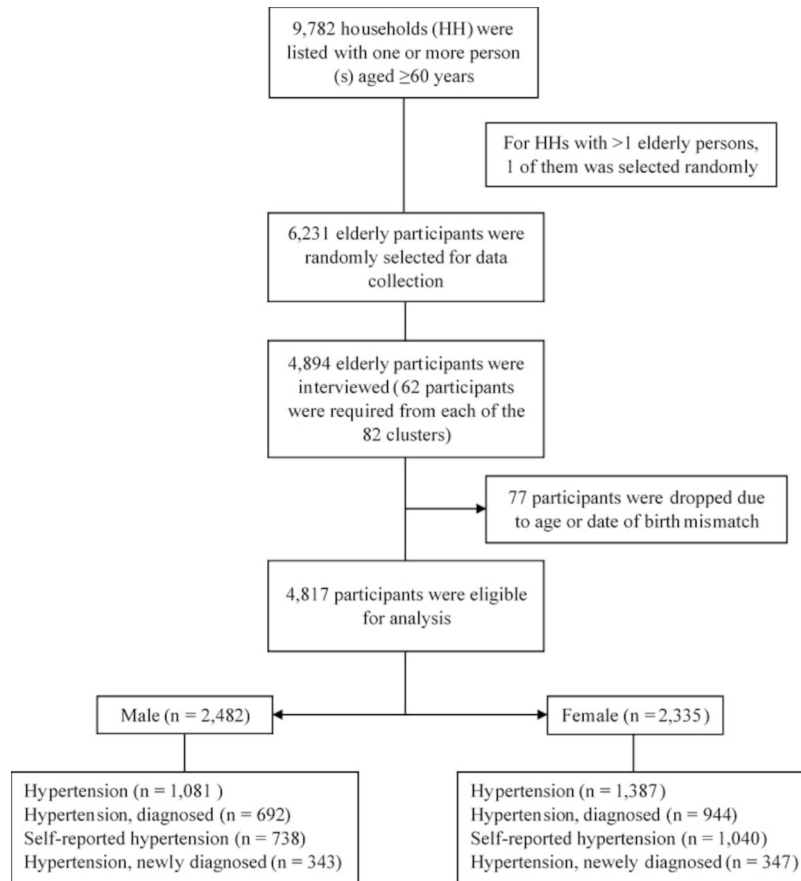 9,782 households (HH) were
listed with one or more person
(s) aged ≥60 years
For HHs with >1 elderly persons,
1 of them was selected randomly
6,231 elderly participants were
randomly selected for data
collection
4,894 elderly participants were
interviewed (62 participants
were required from each of the
82 clusters)
77 participants were dropped due
to age or date of birth mismatch
4,817 participants were eligible
for analysis
Male (n = 2,482)
Female (n = 2,335)
Hypertension (n = 1,081 )
Hypertension, diagnosed (n = 692)
Self-reported hypertension (n = 738)
Hypertension, newly diagnosed (n = 343)
Hypertension (n = 1,387)
Hypertension, diagnosed (n = 944)
Self-reported hypertension (n = 1,040)
Hypertension, newely diagnosed (n = 347)